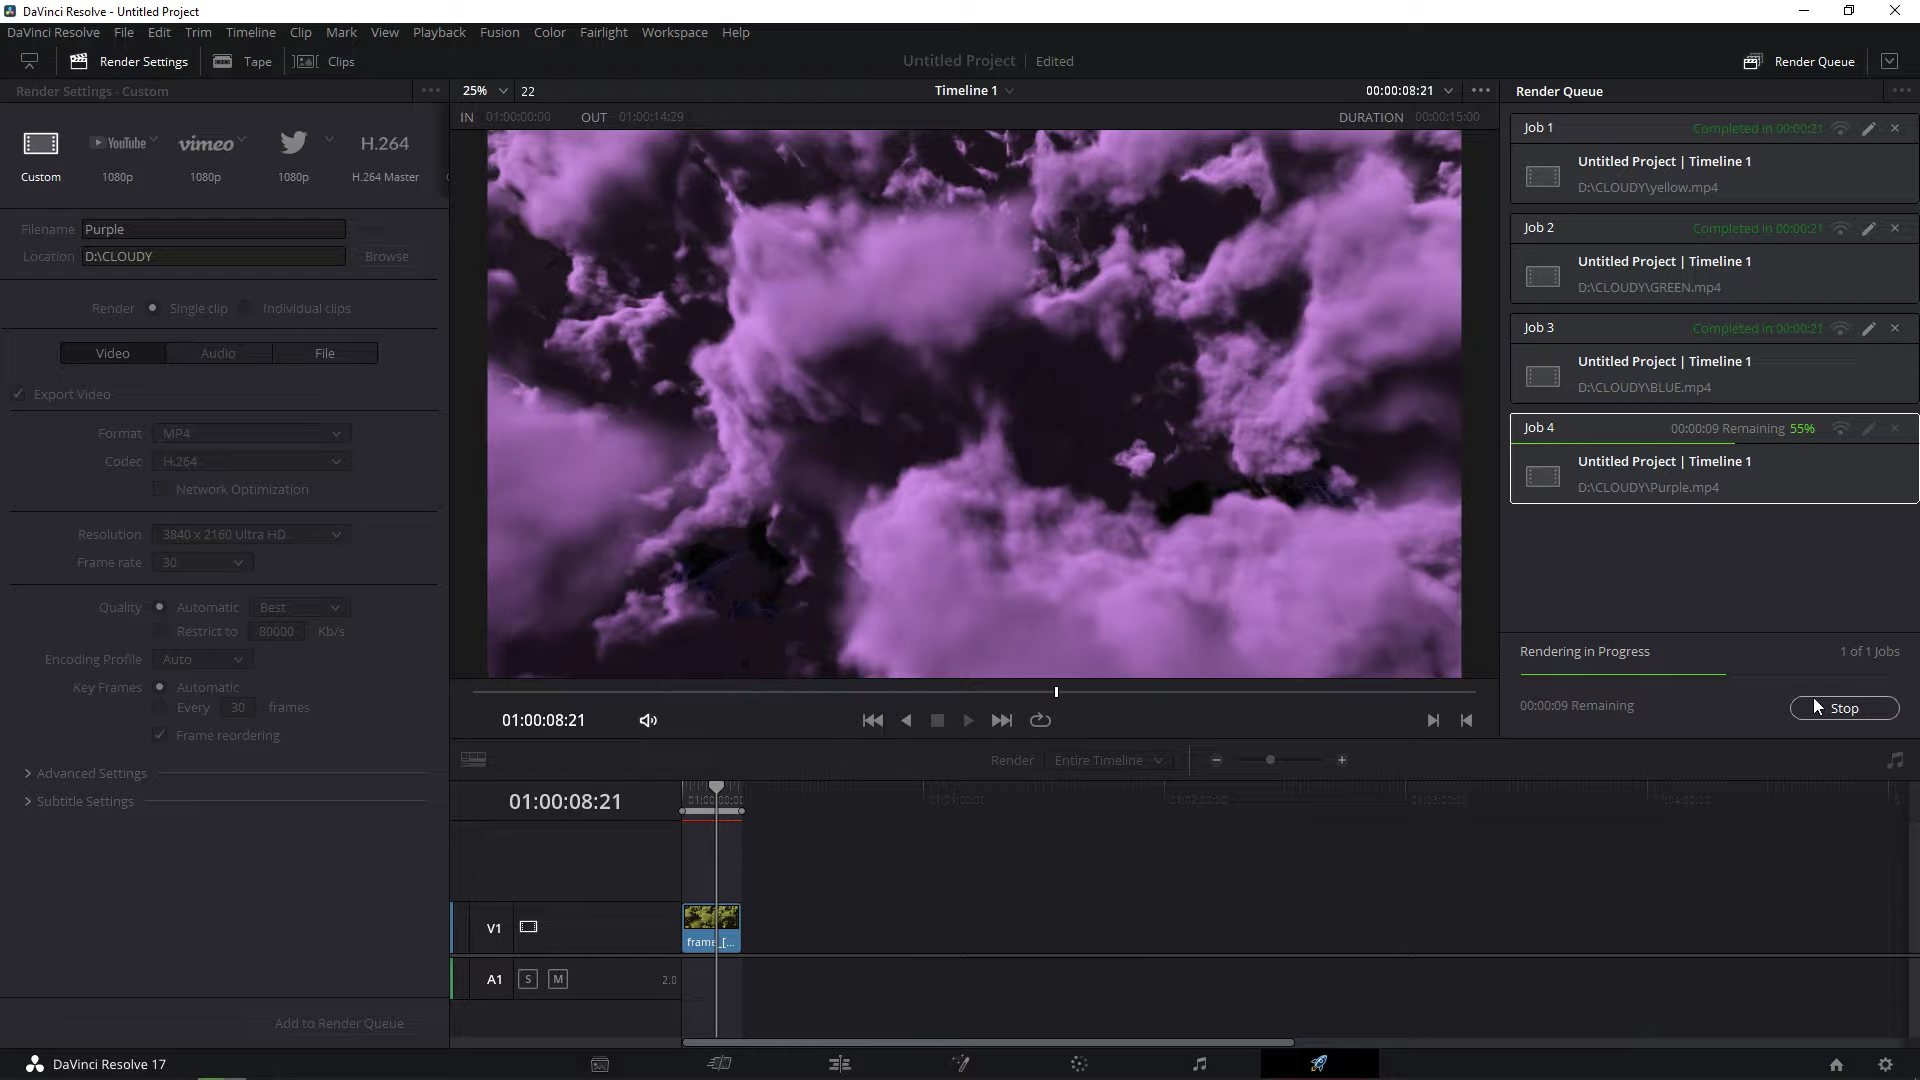 DaVinci Resolve - Untitled Project
DaVinci Resolve File Edit Trim Timeline Clip Mark View Playback Fusion Color Fairlight Workspace Help
Render Settings Tape Clips Untitled Project Edited Render Queue
Render Settings - Custom
25% 22 Timeline 1 00:00:08:21
IN 01:00:00:00 OUT 01:00:14:29 DURATION 00:00:15:00
YouTube vimeo H.264
Custom 1080p 1080p 1080p H.264 Master
Filename Purple
Location D:\CLOUDY Browse
Render Single clip Individual clips
Video Audio File
Export Video
Format MP4
Codec H.264
Network Optimization
Resolution 3840 x 2160 Ultra HD
Frame rate 30
Quality Automatic Best
Restrict to 80000 Kb/s
Encoding Profile Auto
Key Frames Automatic
Every 30 frames
Frame reordering
Advanced Settings
Subtitle Settings
Add to Render Queue
Render Queue
Job 1 Completed in 00:00:21
Untitled Project | Timeline 1
D:\CLOUDY\yellow.mp4
Job 2 Completed in 00:00:21
Untitled Project | Timeline 1
D:\CLOUDY\GREEN.mp4
Job 3 Completed in 00:00:21
Untitled Project | Timeline 1
D:\CLOUDY\BLUE.mp4
Job 4 00:00:09 Remaining 55%
Untitled Project | Timeline 1
D:\CLOUDY\Purple.mp4
Rendering in Progress 1 of 1 Jobs
00:00:09 Remaining Stop
01:00:08:21
Render Entire Timeline
01:00:08:21
V1
frame_[...
A1 S M 2.0
DaVinci Resolve 17